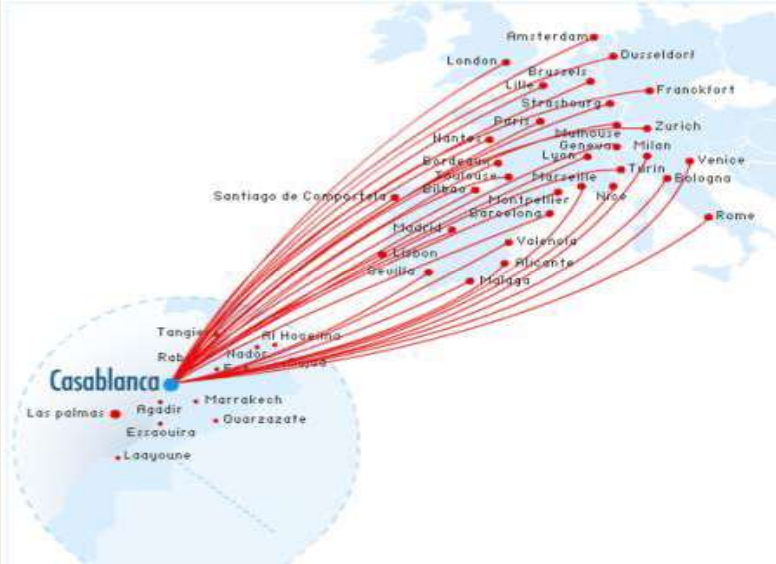 Amsterdam
Dusseldorf
London
Brussels
Lille
Franckfort
Strasbourg
Paris
Zurich
Mulhouse
Nantes
Geneva
Milan
Lyon
Venice
Bordeaux
Turin
Toulouse
Marseille
Bologna
Bilbao
Santiago de Compostela
Montpellier
Nice
Barcelona
Rome
Madrid
Valencia
Lisbon
Alicante
Sevilla
Malaga
Tangier
Al Hoceima
Nador
Casablanca
Marrakech
Agadir
Las palmas
Ouarzazate
Essaouira
Laayoune